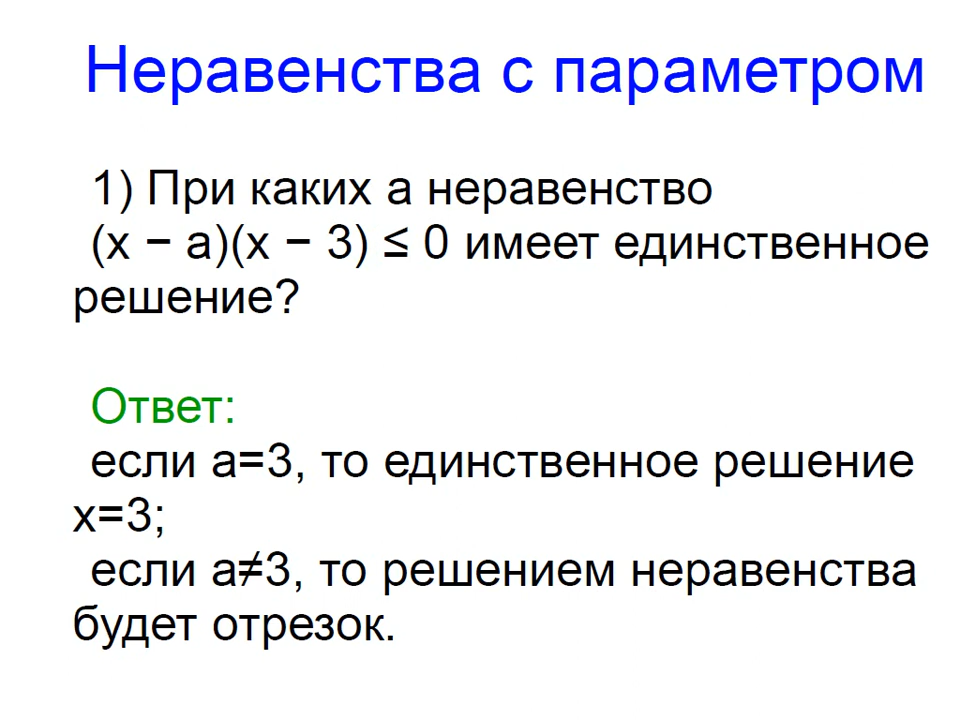 Неравенства с параметром
1) При каких а неравенство
(х − а)(х − 3) ≤ 0 имеет единственное
решение?
Ответ:
если а=3, то единственное решение
х=3;
если а≠3, то решением неравенства
будет отрезок.